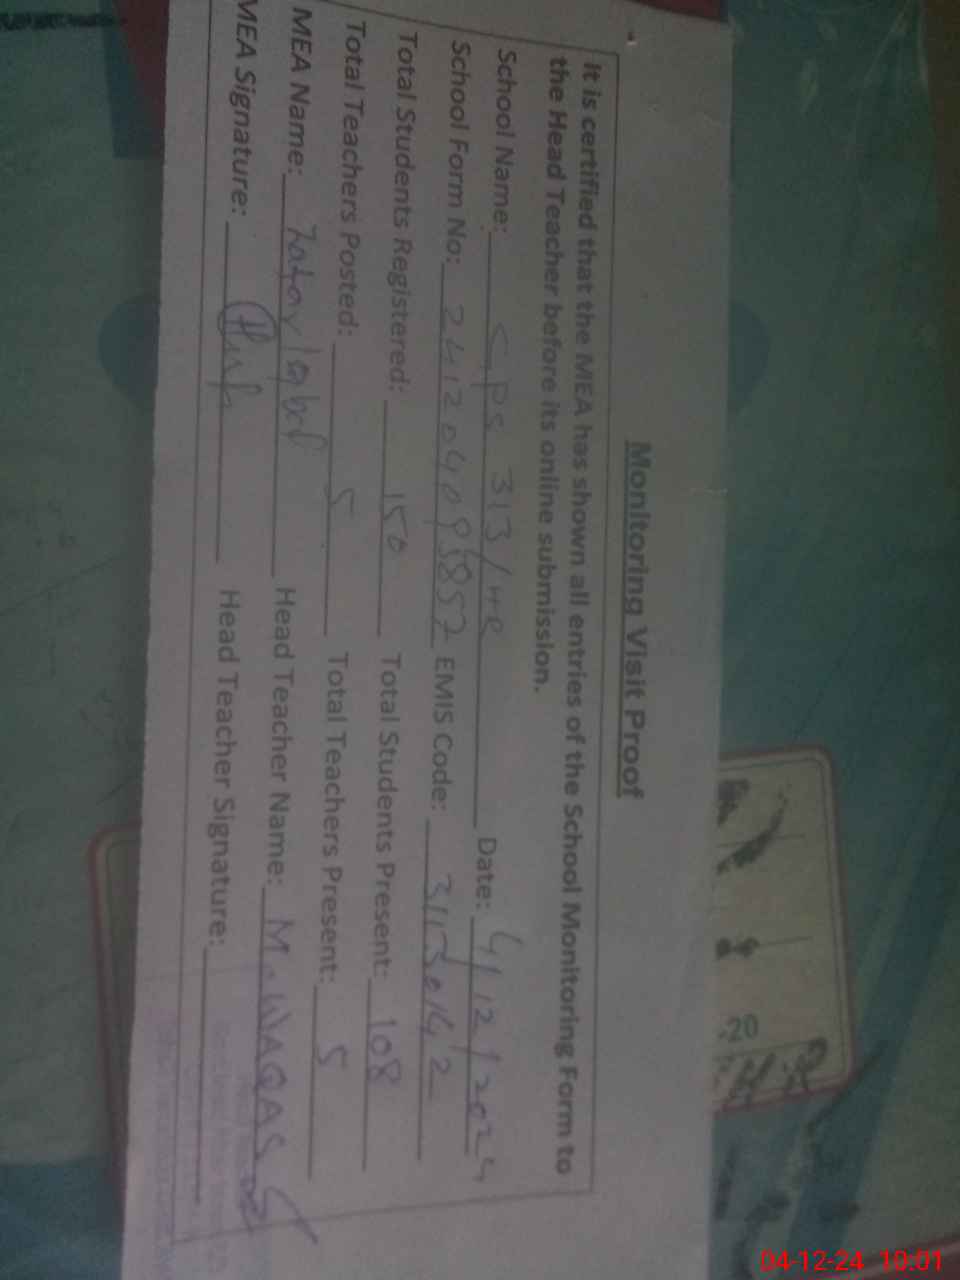 Monitoring Visit Proof
It is certified that the MEA has shown all entries of the School Monitoring Form to
the Head Teacher before its online submission.
School Name: GPS 313/HR Date: 4/12/2024
School Form No: 241204093852 EMIS Code: 31130142
Total Students Registered: 150 Total Students Present: 108
Total Teachers Posted: 5 Total Teachers Present: 5
MEA Name: Zafar Iqbal Head Teacher Name: M. WAQAS
MEA Signature: Head Teacher Signature:
-20
04-12-24 10:01